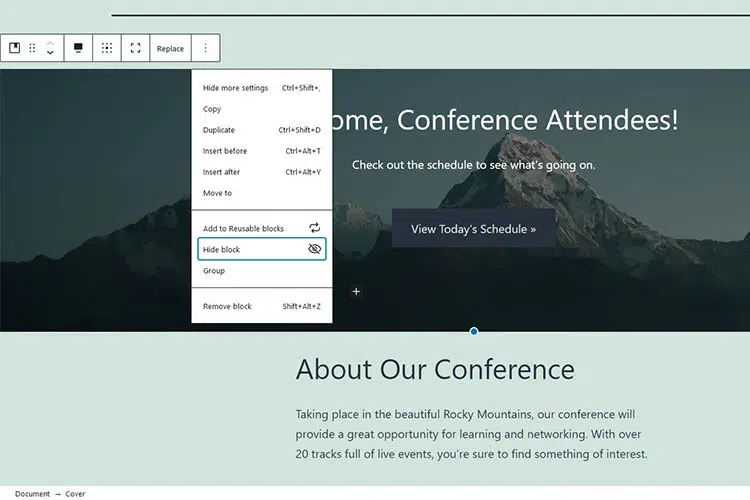 Replace
Hide more settings Ctrl+Shift+,
Copy
Duplicate Ctrl+Shift+D
Insert before Ctrl+Alt+T
Insert after Ctrl+Alt+Y
Move to
Add to Reusable blocks
Hide block
Group
Remove block Shift+Alt+Z
ome, Conference Attendees!
Check out the schedule to see what's going on.
View Today's Schedule »
+
About Our Conference
Taking place in the beautiful Rocky Mountains, our conference will
provide a great opportunity for learning and networking. With over
20 tracks full of live events, you're sure to find something of interest.
Document → Cover